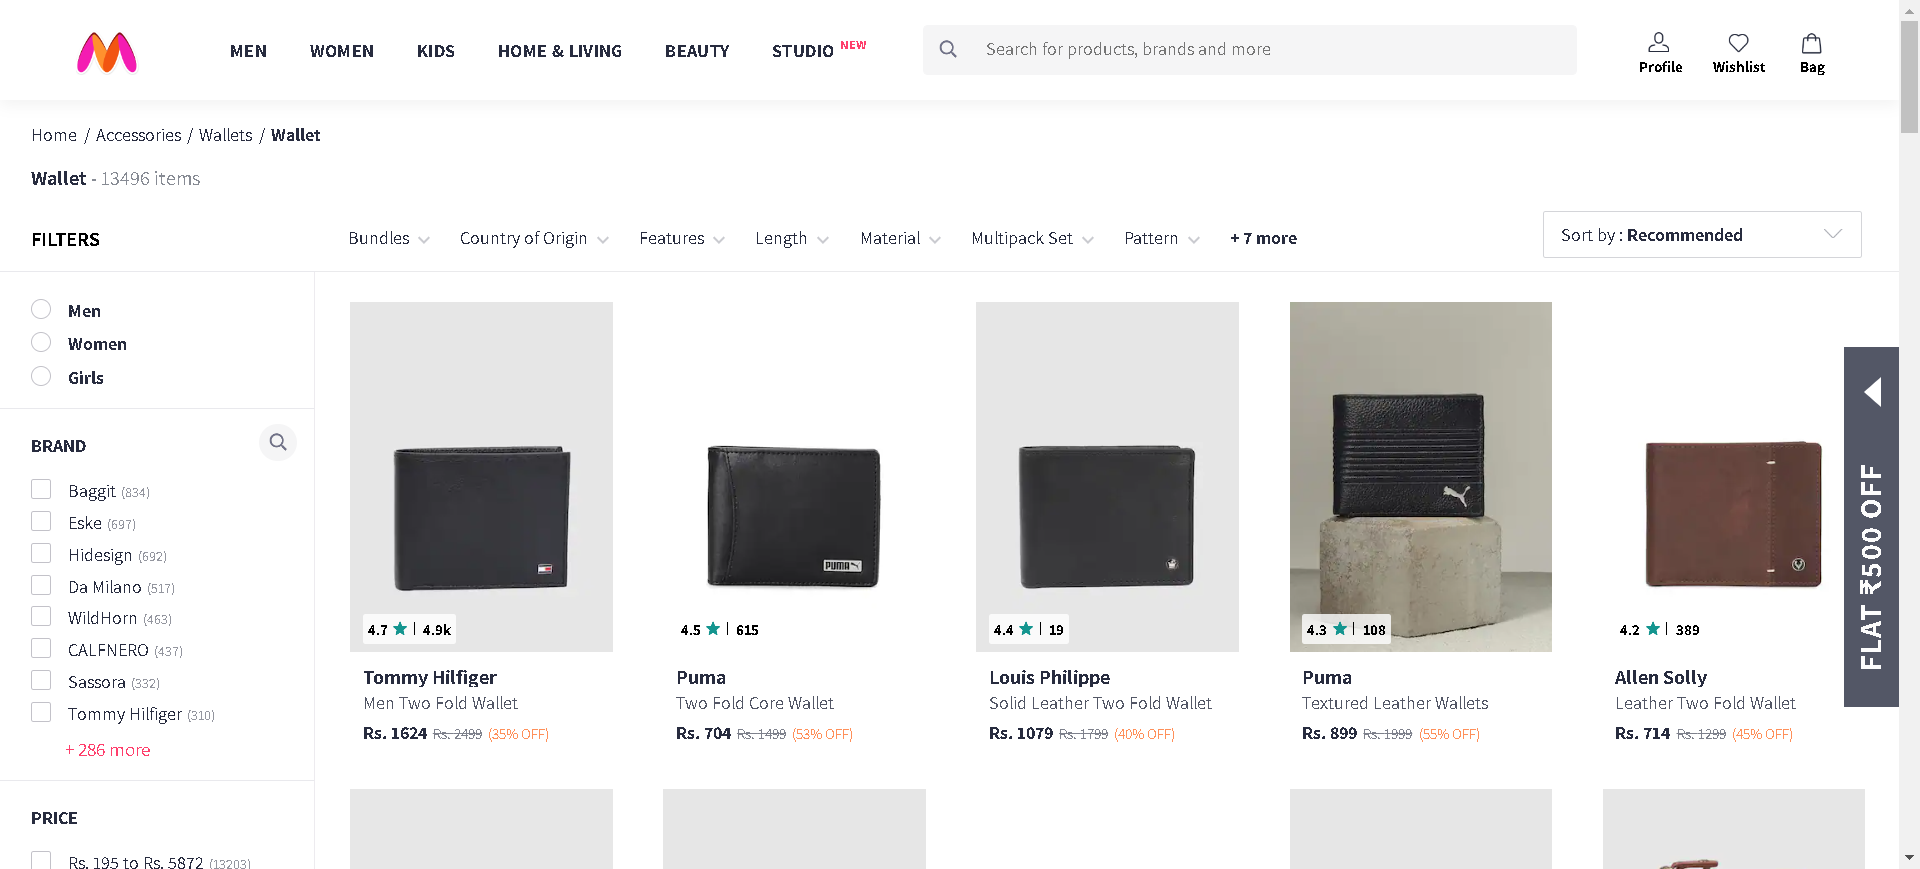 MEN WOMEN KIDS HOME & LIVING BEAUTY STUDIO NEW
Search for products, brands and more
Profile Wishlist Bag
Home / Accessories / Wallets / Wallet
Wallet - 13496 items
FILTERS
Bundles Country of Origin Features Length Material Multipack Set Pattern + 7 more
Sort by : Recommended
Men
Women
Girls
BRAND
Baggit (834)
Eske (697)
Hidesign (692)
Da Milano (517)
WildHorn (463)
CALFNERO (437)
Sassora (332)
Tommy Hilfiger (310)
+ 286 more
PRICE
Rs. 195 to Rs. 5872 (13203)
4.7 | 4.9k
Tommy Hilfiger
Men Two Fold Wallet
Rs. 1624 Rs. 2499 (35% OFF)
PUMA
4.5 | 615
Puma
Two Fold Core Wallet
Rs. 704 Rs. 1499 (53% OFF)
4.4 | 19
Louis Philippe
Solid Leather Two Fold Wallet
Rs. 1079 Rs. 1799 (40% OFF)
4.3 | 108
Puma
Textured Leather Wallets
Rs. 899 Rs. 1999 (55% OFF)
4.2 | 389
Allen Solly
Leather Two Fold Wallet
Rs. 714 Rs. 1299 (45% OFF)
FLAT ₹500 OFF